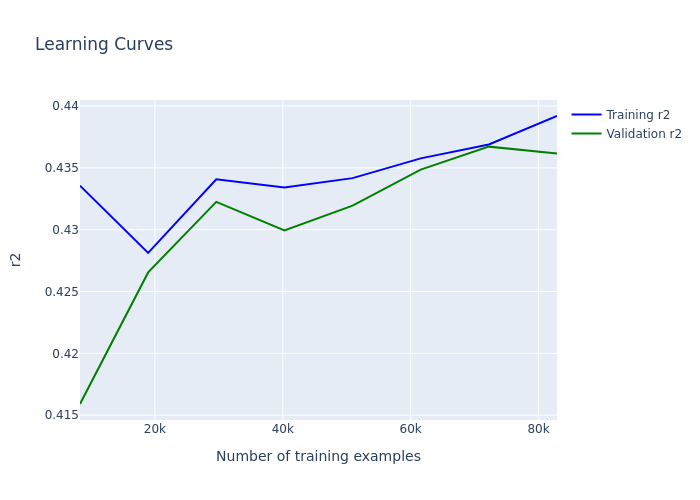 Learning Curves
Training r2
Validation r2
0.44
0.435
0.43
0.425
0.42
0.415
r2
20k
40k
60k
80k
Number of training examples